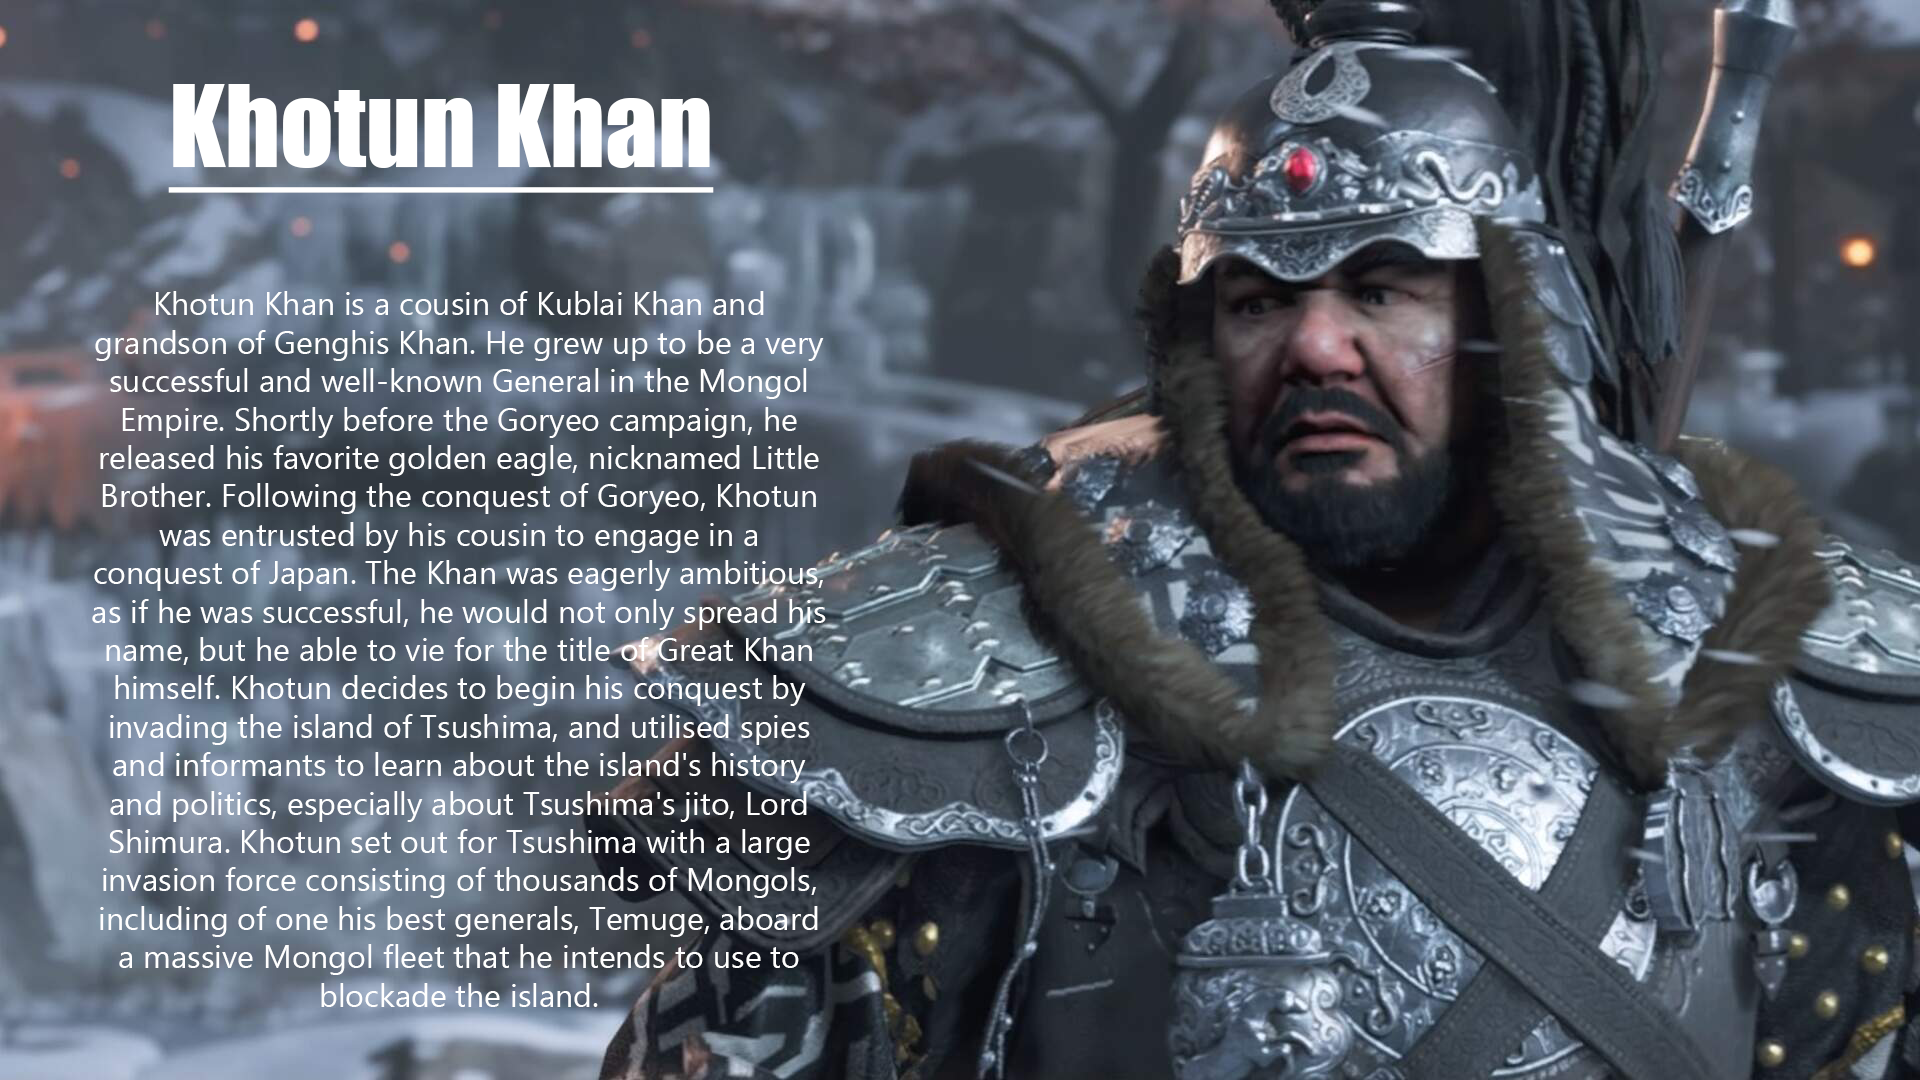 Khotun Khan
Khotun Khan is a cousin of Kublai Khan and
grandson of Genghis Khan. He grew up to be a very
successful and well-known General in the Mongol
Empire. Shortly before the Goryeo campaign, he
released his favorite golden eagle, nicknamed Little
Brother. Following the conquest of Goryeo, Khotun
was entrusted by his cousin to engage in a
conquest of Japan. The Khan was eagerly ambitious,
as if he was successful, he would not only spread his
name, but he able to vie for the title of Great Khan
himself. Khotun decides to begin his conquest by
invading the island of Tsushima, and utilised spies
and informants to learn about the island's history
and politics, especially about Tsushima's jito, Lord
Shimura. Khotun set out for Tsushima with a large
invasion force consisting of thousands of Mongols,
including of one his best generals, Temuge, aboard
a massive Mongol fleet that he intends to use to
blockade the island.